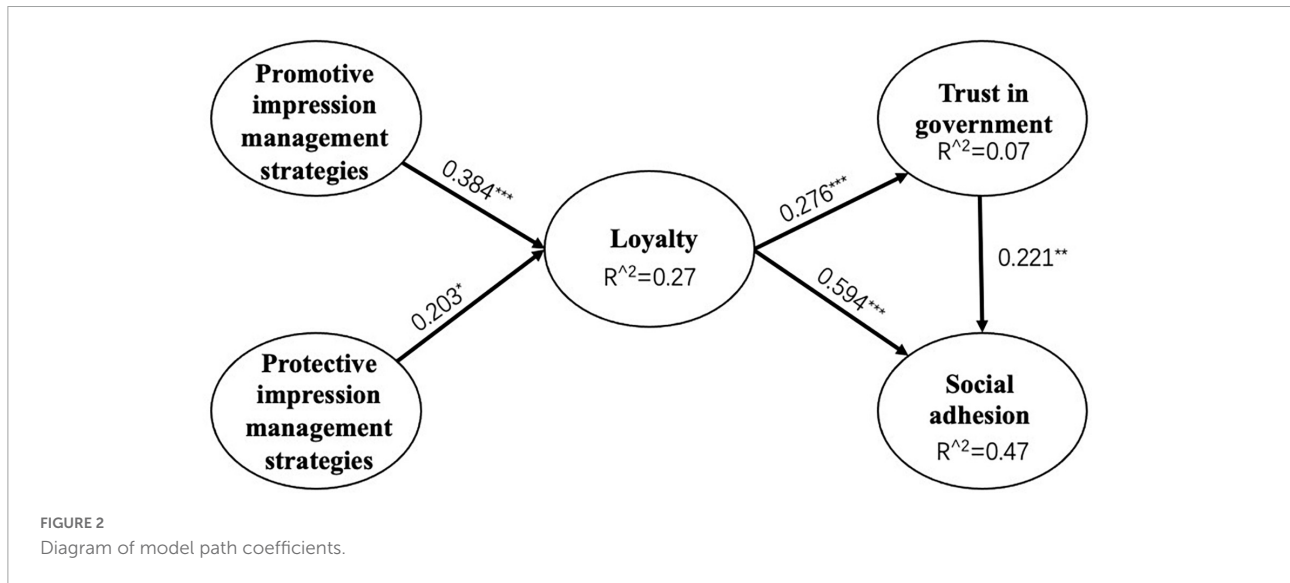 Promotive
impression
management
strategies
0.384***
Protective
impression
management
strategies
0.203*
Loyalty
R^2=0.27
0.276***
0.594***
Trust in
government
R^2=0.07
0.221**
Social
adhesion
R^2=0.47
FIGURE 2
Diagram of model path coefficients.